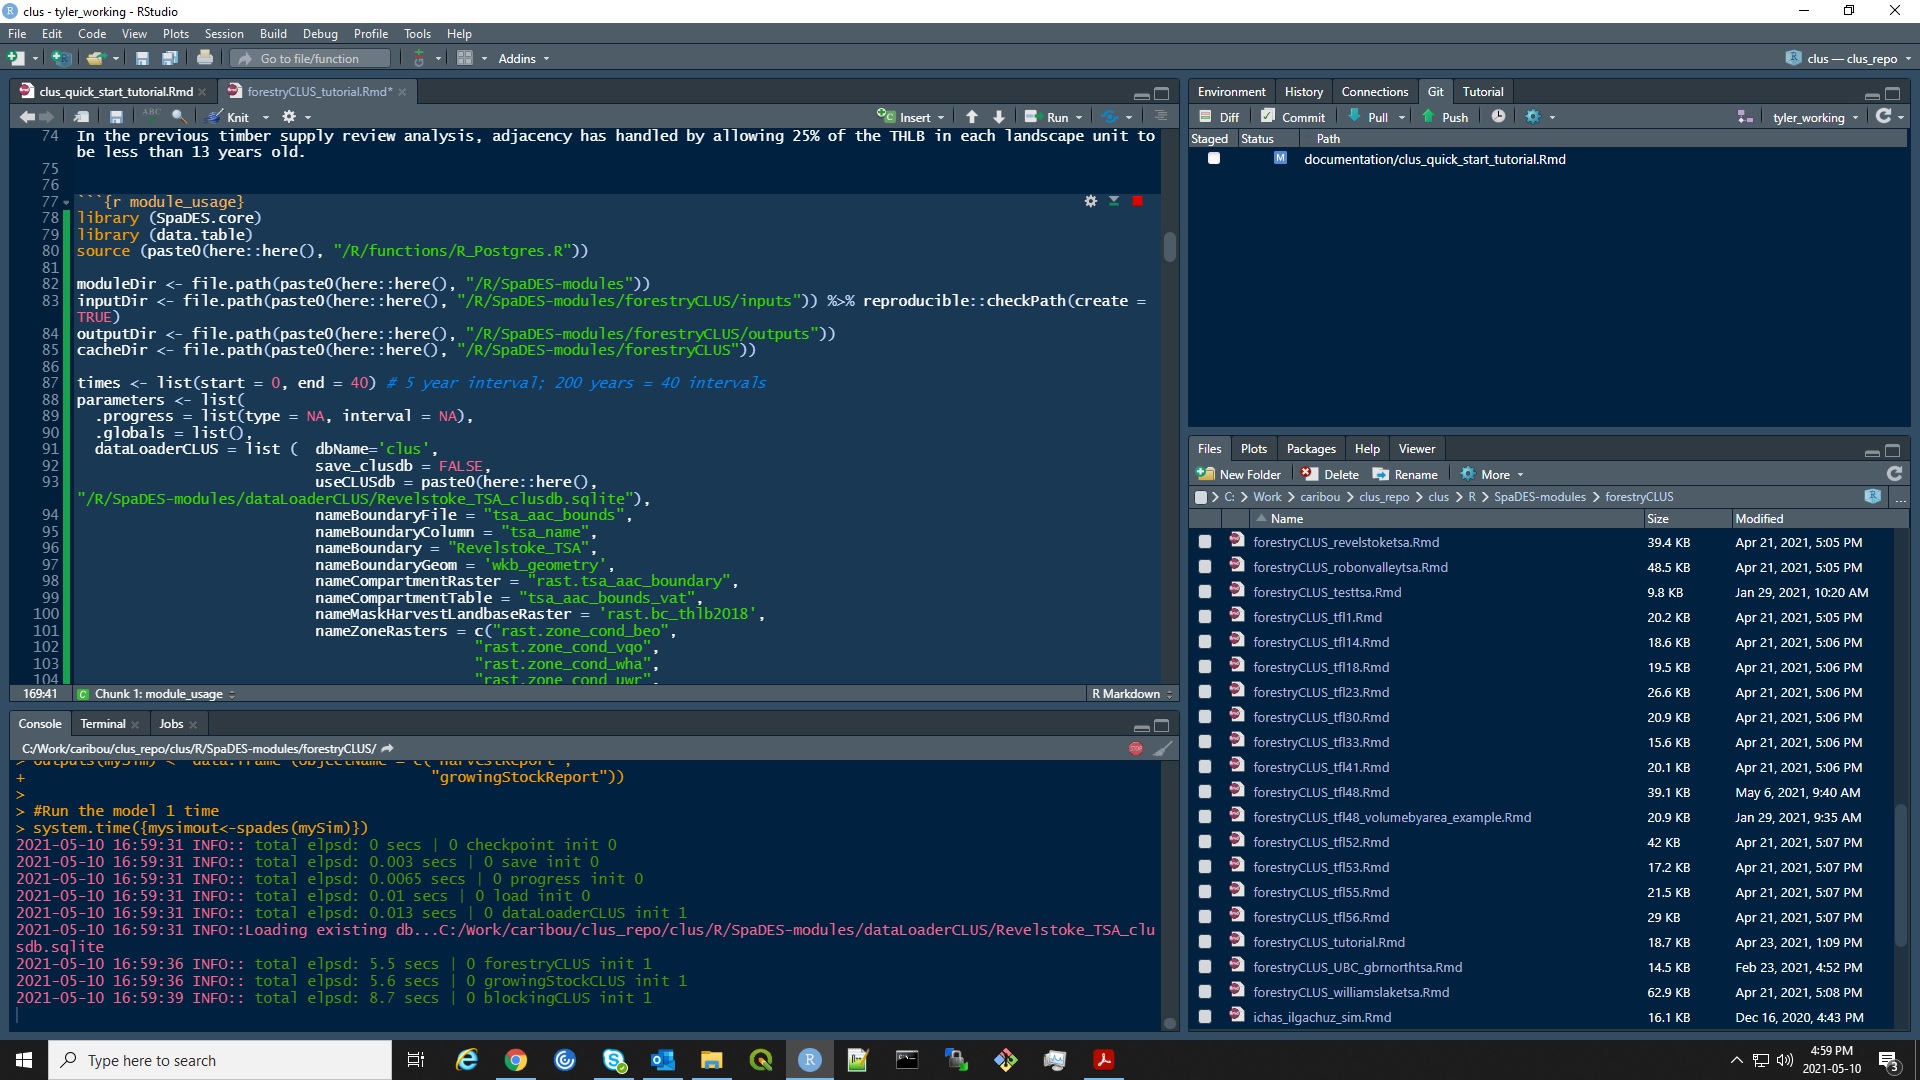 clus - tyler_working - RStudio
File Edit Code View Plots Session Build Debug Profile Tools Help
Go to file/function
Addins
clus — clus_repo
clus_quick_start_tutorial.Rmd
forestryCLUS_tutorial.Rmd*
ABC
Knit
Insert
Run
74 In the previous timber supply review analysis, adjacency has handled by allowing 25% of the THLB in each landscape unit to
be less than 13 years old.
75
76
77 ```{r module_usage}
78 library (SpaDES.core)
79 library (data.table)
80 source (paste0(here::here(), "/R/functions/R_Postgres.R"))
81
82 moduleDir <- file.path(paste0(here::here(), "/R/SpaDES-modules"))
83 inputDir <- file.path(paste0(here::here(), "/R/SpaDES-modules/forestryCLUS/inputs")) %>% reproducible::checkPath(create =
TRUE)
84 outputDir <- file.path(paste0(here::here(), "/R/SpaDES-modules/forestryCLUS/outputs"))
85 cacheDir <- file.path(paste0(here::here(), "/R/SpaDES-modules/forestryCLUS"))
86
87 times <- list(start = 0, end = 40) # 5 year interval; 200 years = 40 intervals
88 parameters <- list(
89 .progress = list(type = NA, interval = NA),
90 .globals = list(),
91 dataLoaderCLUS = list ( dbName='clus',
92 save_clusdb = FALSE,
93 useCLUSdb = paste0(here::here(),
"/R/SpaDES-modules/dataLoaderCLUS/Revelstoke_TSA_clusdb.sqlite"),
94 nameBoundaryFile = "tsa_aac_bounds",
95 nameBoundaryColumn = "tsa_name",
96 nameBoundary = "Revelstoke_TSA",
97 nameBoundaryGeom = 'wkb_geometry',
98 nameCompartmentRaster = "rast.tsa_aac_boundary",
99 nameCompartmentTable = "tsa_aac_bounds_vat",
100 nameMaskHarvestLandbaseRaster = 'rast.bc_thlb2018',
101 nameZoneRasters = c("rast.zone_cond_beo",
102 "rast.zone_cond_vqo",
103 "rast.zone_cond_wha",
104 "rast.zone_cond_uwr",
169:41 C Chunk 1: module_usage R Markdown
Console Terminal Jobs
C:/Work/caribou/clus_repo/clus/R/SpaDES-modules/forestryCLUS/
STOP
> outputs(mySim) <- data.frame (objectName = c("harvestReport",
+ "growingStockReport"))
>
> #Run the model 1 time
> system.time({mysimout<-spades(mySim)})
2021-05-10 16:59:31 INFO:: total elpsd: 0 secs | 0 checkpoint init 0
2021-05-10 16:59:31 INFO:: total elpsd: 0.003 secs | 0 save init 0
2021-05-10 16:59:31 INFO:: total elpsd: 0.0065 secs | 0 progress init 0
2021-05-10 16:59:31 INFO:: total elpsd: 0.01 secs | 0 load init 0
2021-05-10 16:59:31 INFO:: total elpsd: 0.013 secs | 0 dataLoaderCLUS init 1
2021-05-10 16:59:31 INFO::Loading existing db...C:/Work/caribou/clus_repo/clus/R/SpaDES-modules/dataLoaderCLUS/Revelstoke_TSA_clu
sdb.sqlite
2021-05-10 16:59:36 INFO:: total elpsd: 5.5 secs | 0 forestryCLUS init 1
2021-05-10 16:59:36 INFO:: total elpsd: 5.6 secs | 0 growingStockCLUS init 1
2021-05-10 16:59:39 INFO:: total elpsd: 8.7 secs | 0 blockingCLUS init 1
Environment History Connections Git Tutorial
Diff Commit Pull Push tyler_working
Staged Status Path
M documentation/clus_quick_start_tutorial.Rmd
Files Plots Packages Help Viewer
New Folder Delete Rename More
C: > Work > caribou > clus_repo > clus > R > SpaDES-modules > forestryCLUS ...
Name Size Modified
forestryCLUS_revelstoketsa.Rmd 39.4 KB Apr 21, 2021, 5:05 PM
forestryCLUS_robonvalleytsa.Rmd 48.5 KB Apr 21, 2021, 5:05 PM
forestryCLUS_testtsa.Rmd 9.8 KB Jan 29, 2021, 10:20 AM
forestryCLUS_tfl1.Rmd 20.2 KB Apr 21, 2021, 5:05 PM
forestryCLUS_tfl14.Rmd 18.6 KB Apr 21, 2021, 5:06 PM
forestryCLUS_tfl18.Rmd 19.5 KB Apr 21, 2021, 5:06 PM
forestryCLUS_tfl23.Rmd 26.6 KB Apr 21, 2021, 5:06 PM
forestryCLUS_tfl30.Rmd 20.9 KB Apr 21, 2021, 5:06 PM
forestryCLUS_tfl33.Rmd 15.6 KB Apr 21, 2021, 5:06 PM
forestryCLUS_tfl41.Rmd 20.1 KB Apr 21, 2021, 5:06 PM
forestryCLUS_tfl48.Rmd 39.1 KB May 6, 2021, 9:40 AM
forestryCLUS_tfl48_volumebyarea_example.Rmd 20.9 KB Jan 29, 2021, 9:35 AM
forestryCLUS_tfl52.Rmd 42 KB Apr 21, 2021, 5:07 PM
forestryCLUS_tfl53.Rmd 17.2 KB Apr 21, 2021, 5:07 PM
forestryCLUS_tfl55.Rmd 21.5 KB Apr 21, 2021, 5:07 PM
forestryCLUS_tfl56.Rmd 29 KB Apr 21, 2021, 5:07 PM
forestryCLUS_tutorial.Rmd 18.7 KB Apr 23, 2021, 1:09 PM
forestryCLUS_UBC_gbrnorthtsa.Rmd 14.5 KB Feb 23, 2021, 4:52 PM
forestryCLUS_williamslaketsa.Rmd 62.9 KB Apr 21, 2021, 5:08 PM
ichas_ilgachuz_sim.Rmd 16.1 KB Dec 16, 2020, 4:43 PM
Type here to search
4:59 PM
2021-05-10
3